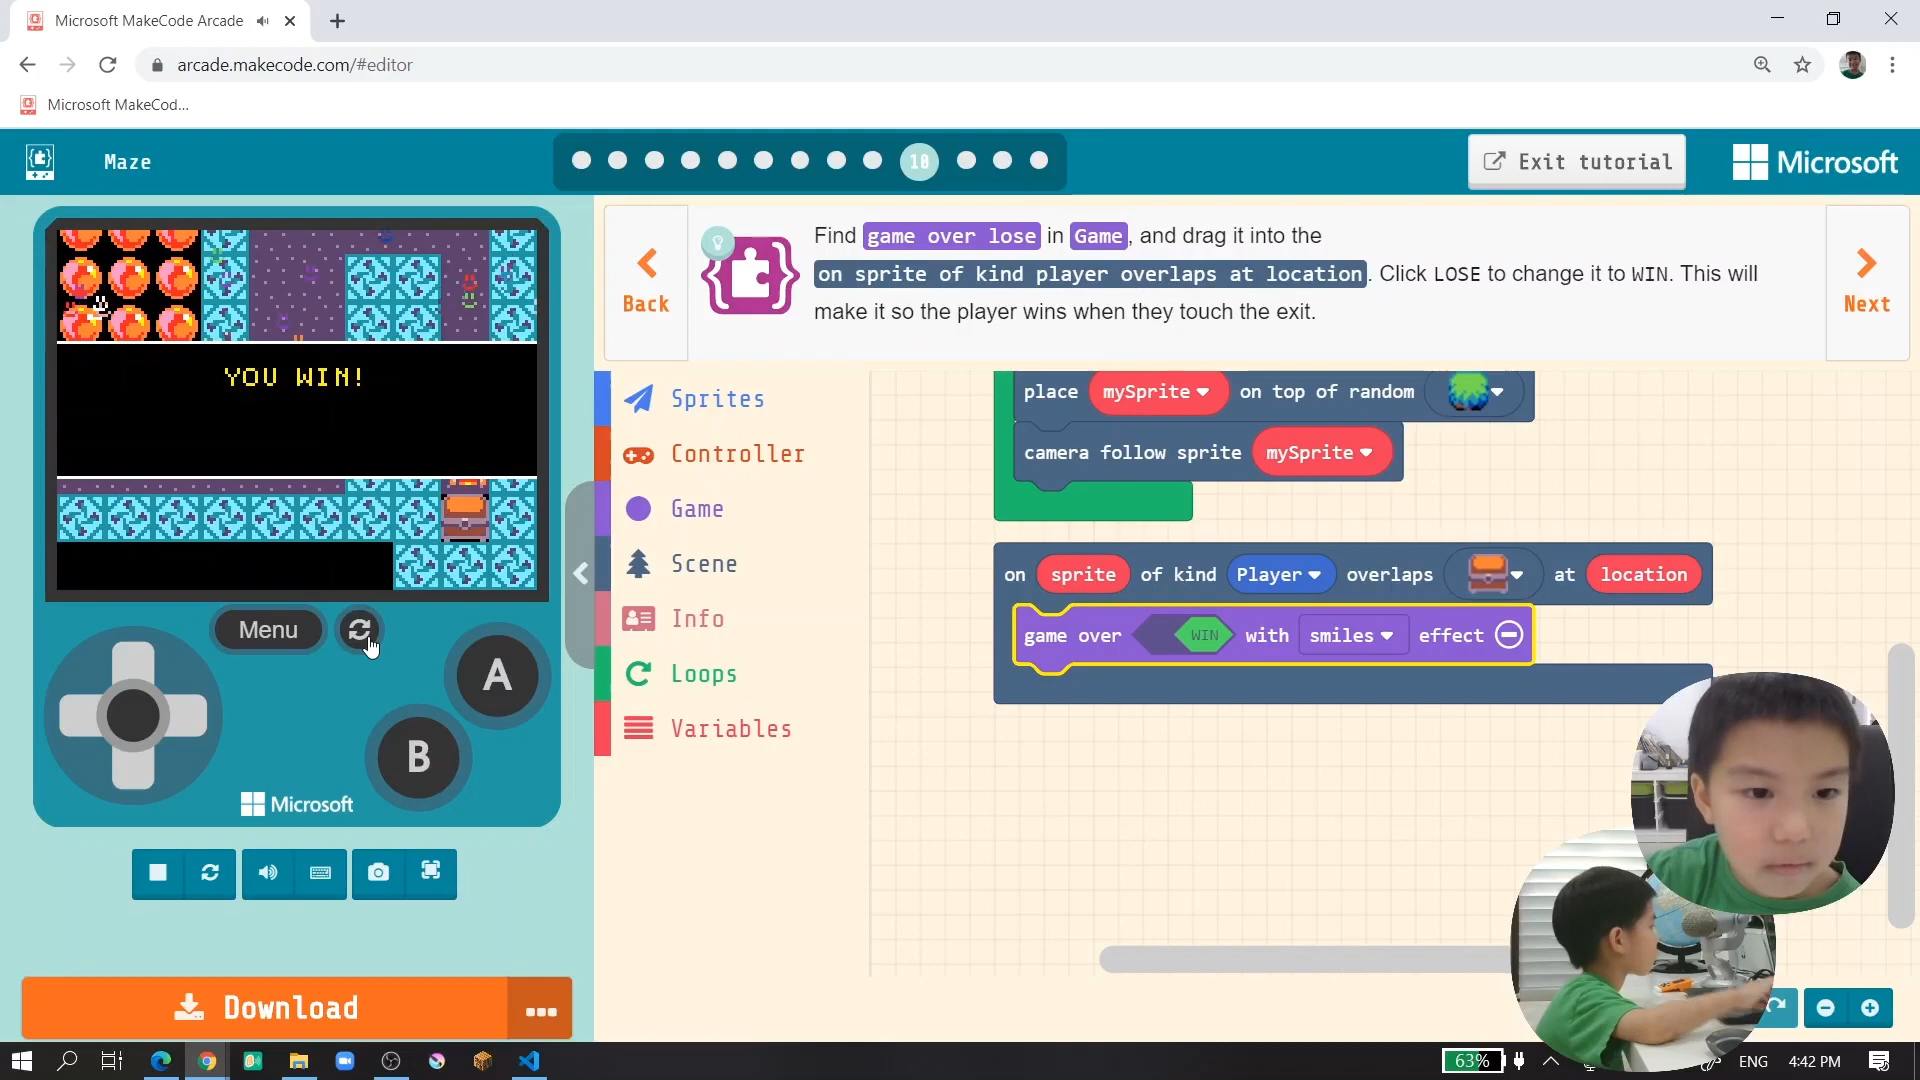 Microsoft MakeCode Arcade
arcade.makecode.com/#editor
Microsoft MakeCod...
Maze
10
Exit tutorial
Microsoft
Back
Find game over lose in Game, and drag it into the
on sprite of kind player overlaps at location. Click LOSE to change it to WIN. This will
make it so the player wins when they touch the exit.
Next
YOU WIN!
Menu
A
B
Microsoft
Download
...
Sprites
Controller
Game
Scene
Info
Loops
Variables
place mySprite on top of random
camera follow sprite mySprite
on sprite of kind Player overlaps at location
game over WIN with smiles effect
63%
ENG
4:42 PM